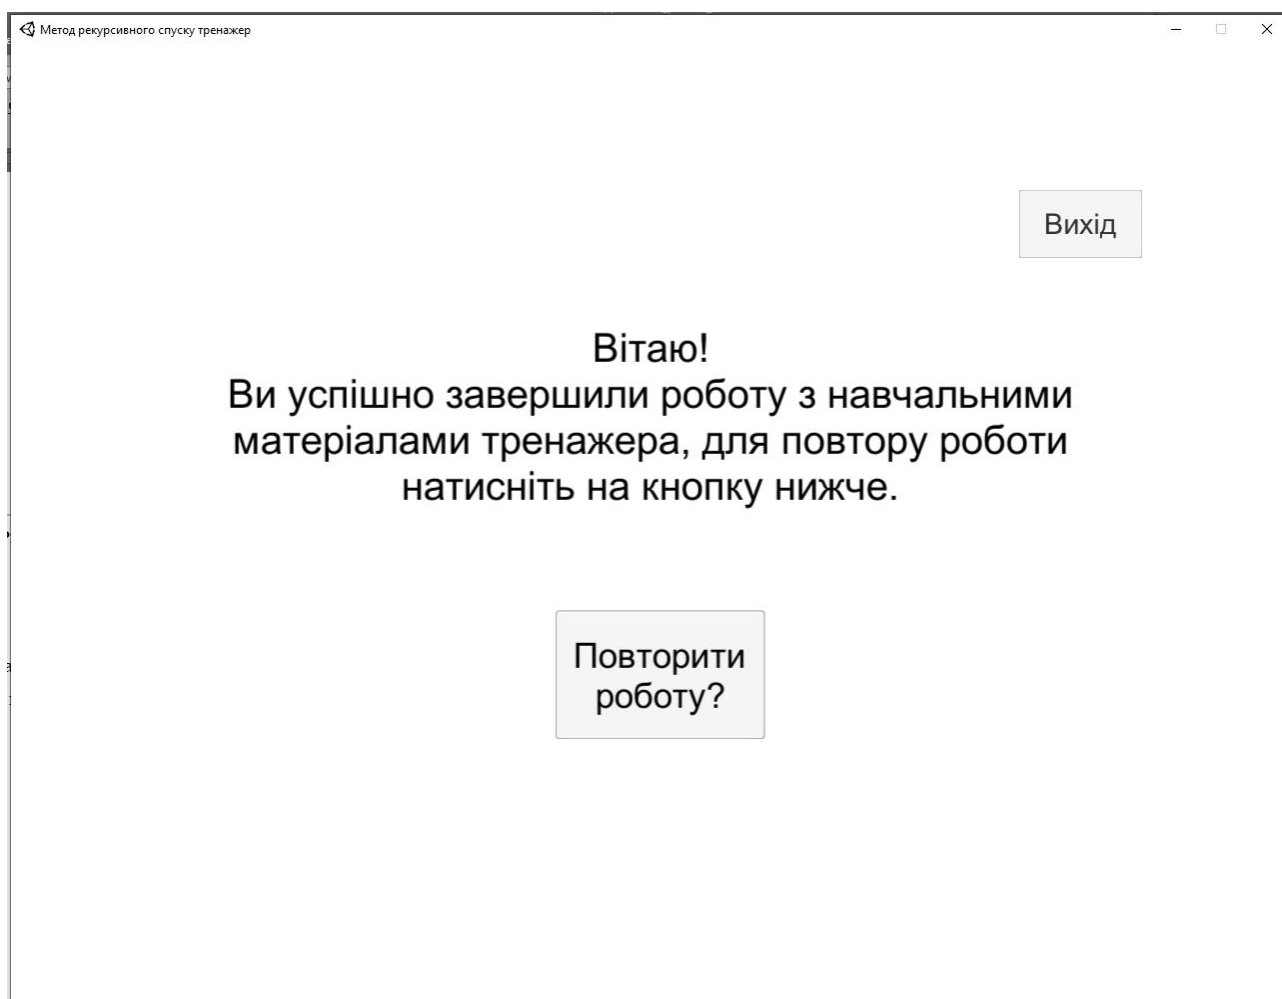 Метод рекурсивного спуску тренажер
Вихід
Вітаю!
Ви успішно завершили роботу з навчальними
матеріалами тренажера, для повтору роботи
натисніть на кнопку нижче.
Повторити
роботу?